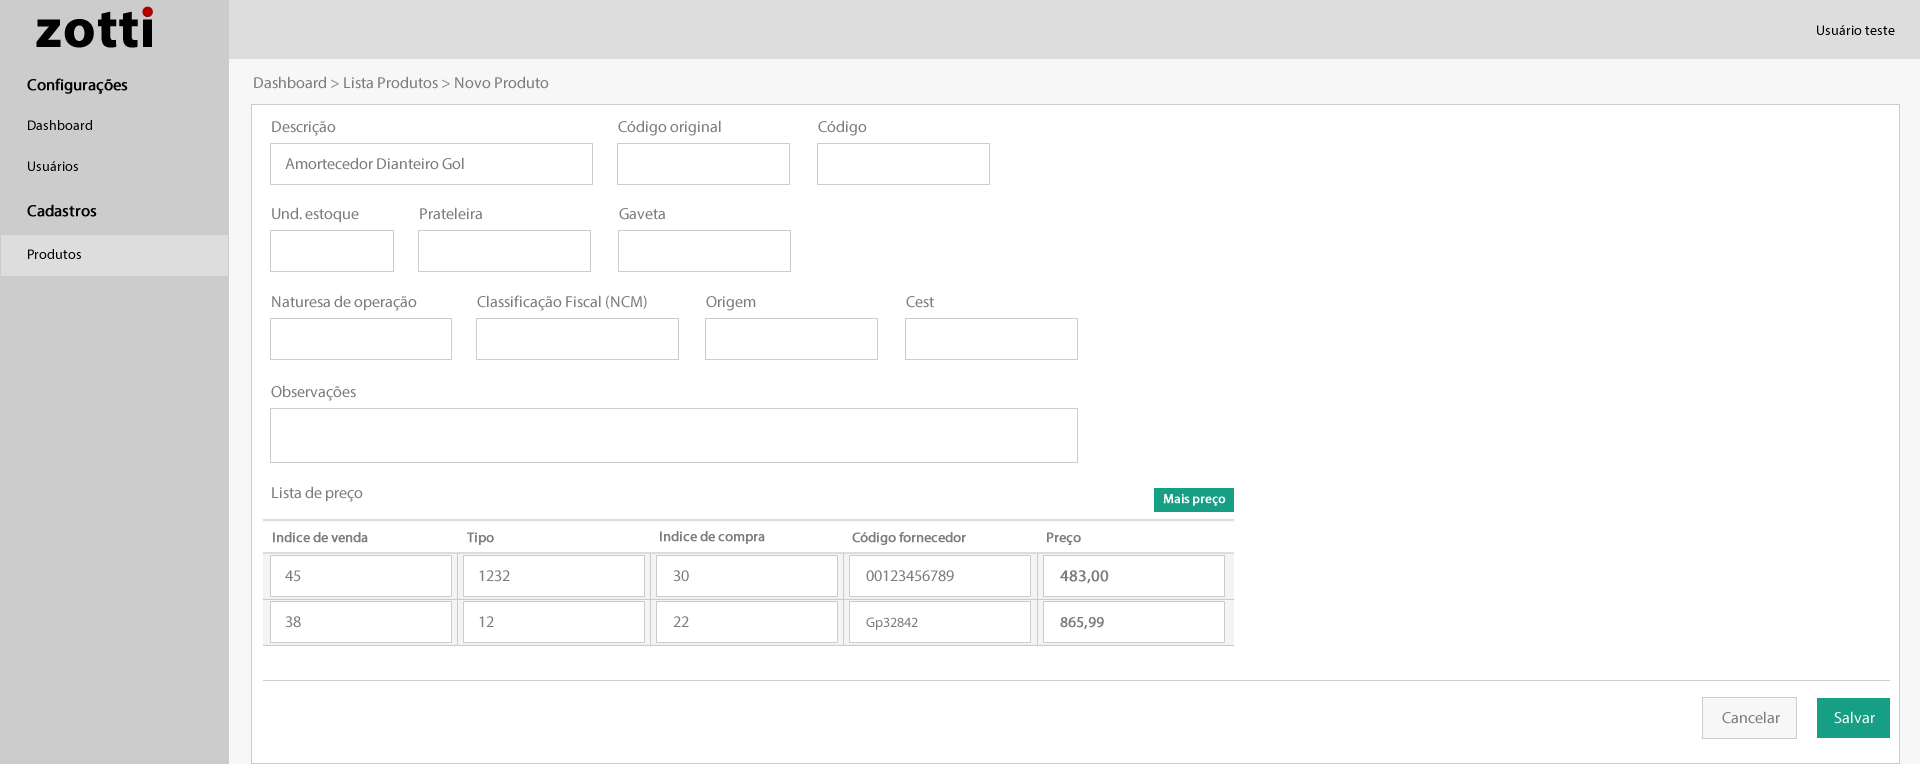 zotti
Usuário teste
Configurações
Dashboard
Usuários
Cadastros
Produtos
Dashboard > Lista Produtos > Novo Produto
Descrição Código original Código
Amortecedor Dianteiro Gol
Und. estoque Prateleira Gaveta
Naturesa de operação Classificação Fiscal (NCM) Origem Cest
Observações
Lista de preço Mais preço
Indice de venda Tipo Indice de compra Código fornecedor Preço
45 1232 30 00123456789 483,00
38 12 22 Gp32842 865,99
Cancelar Salvar